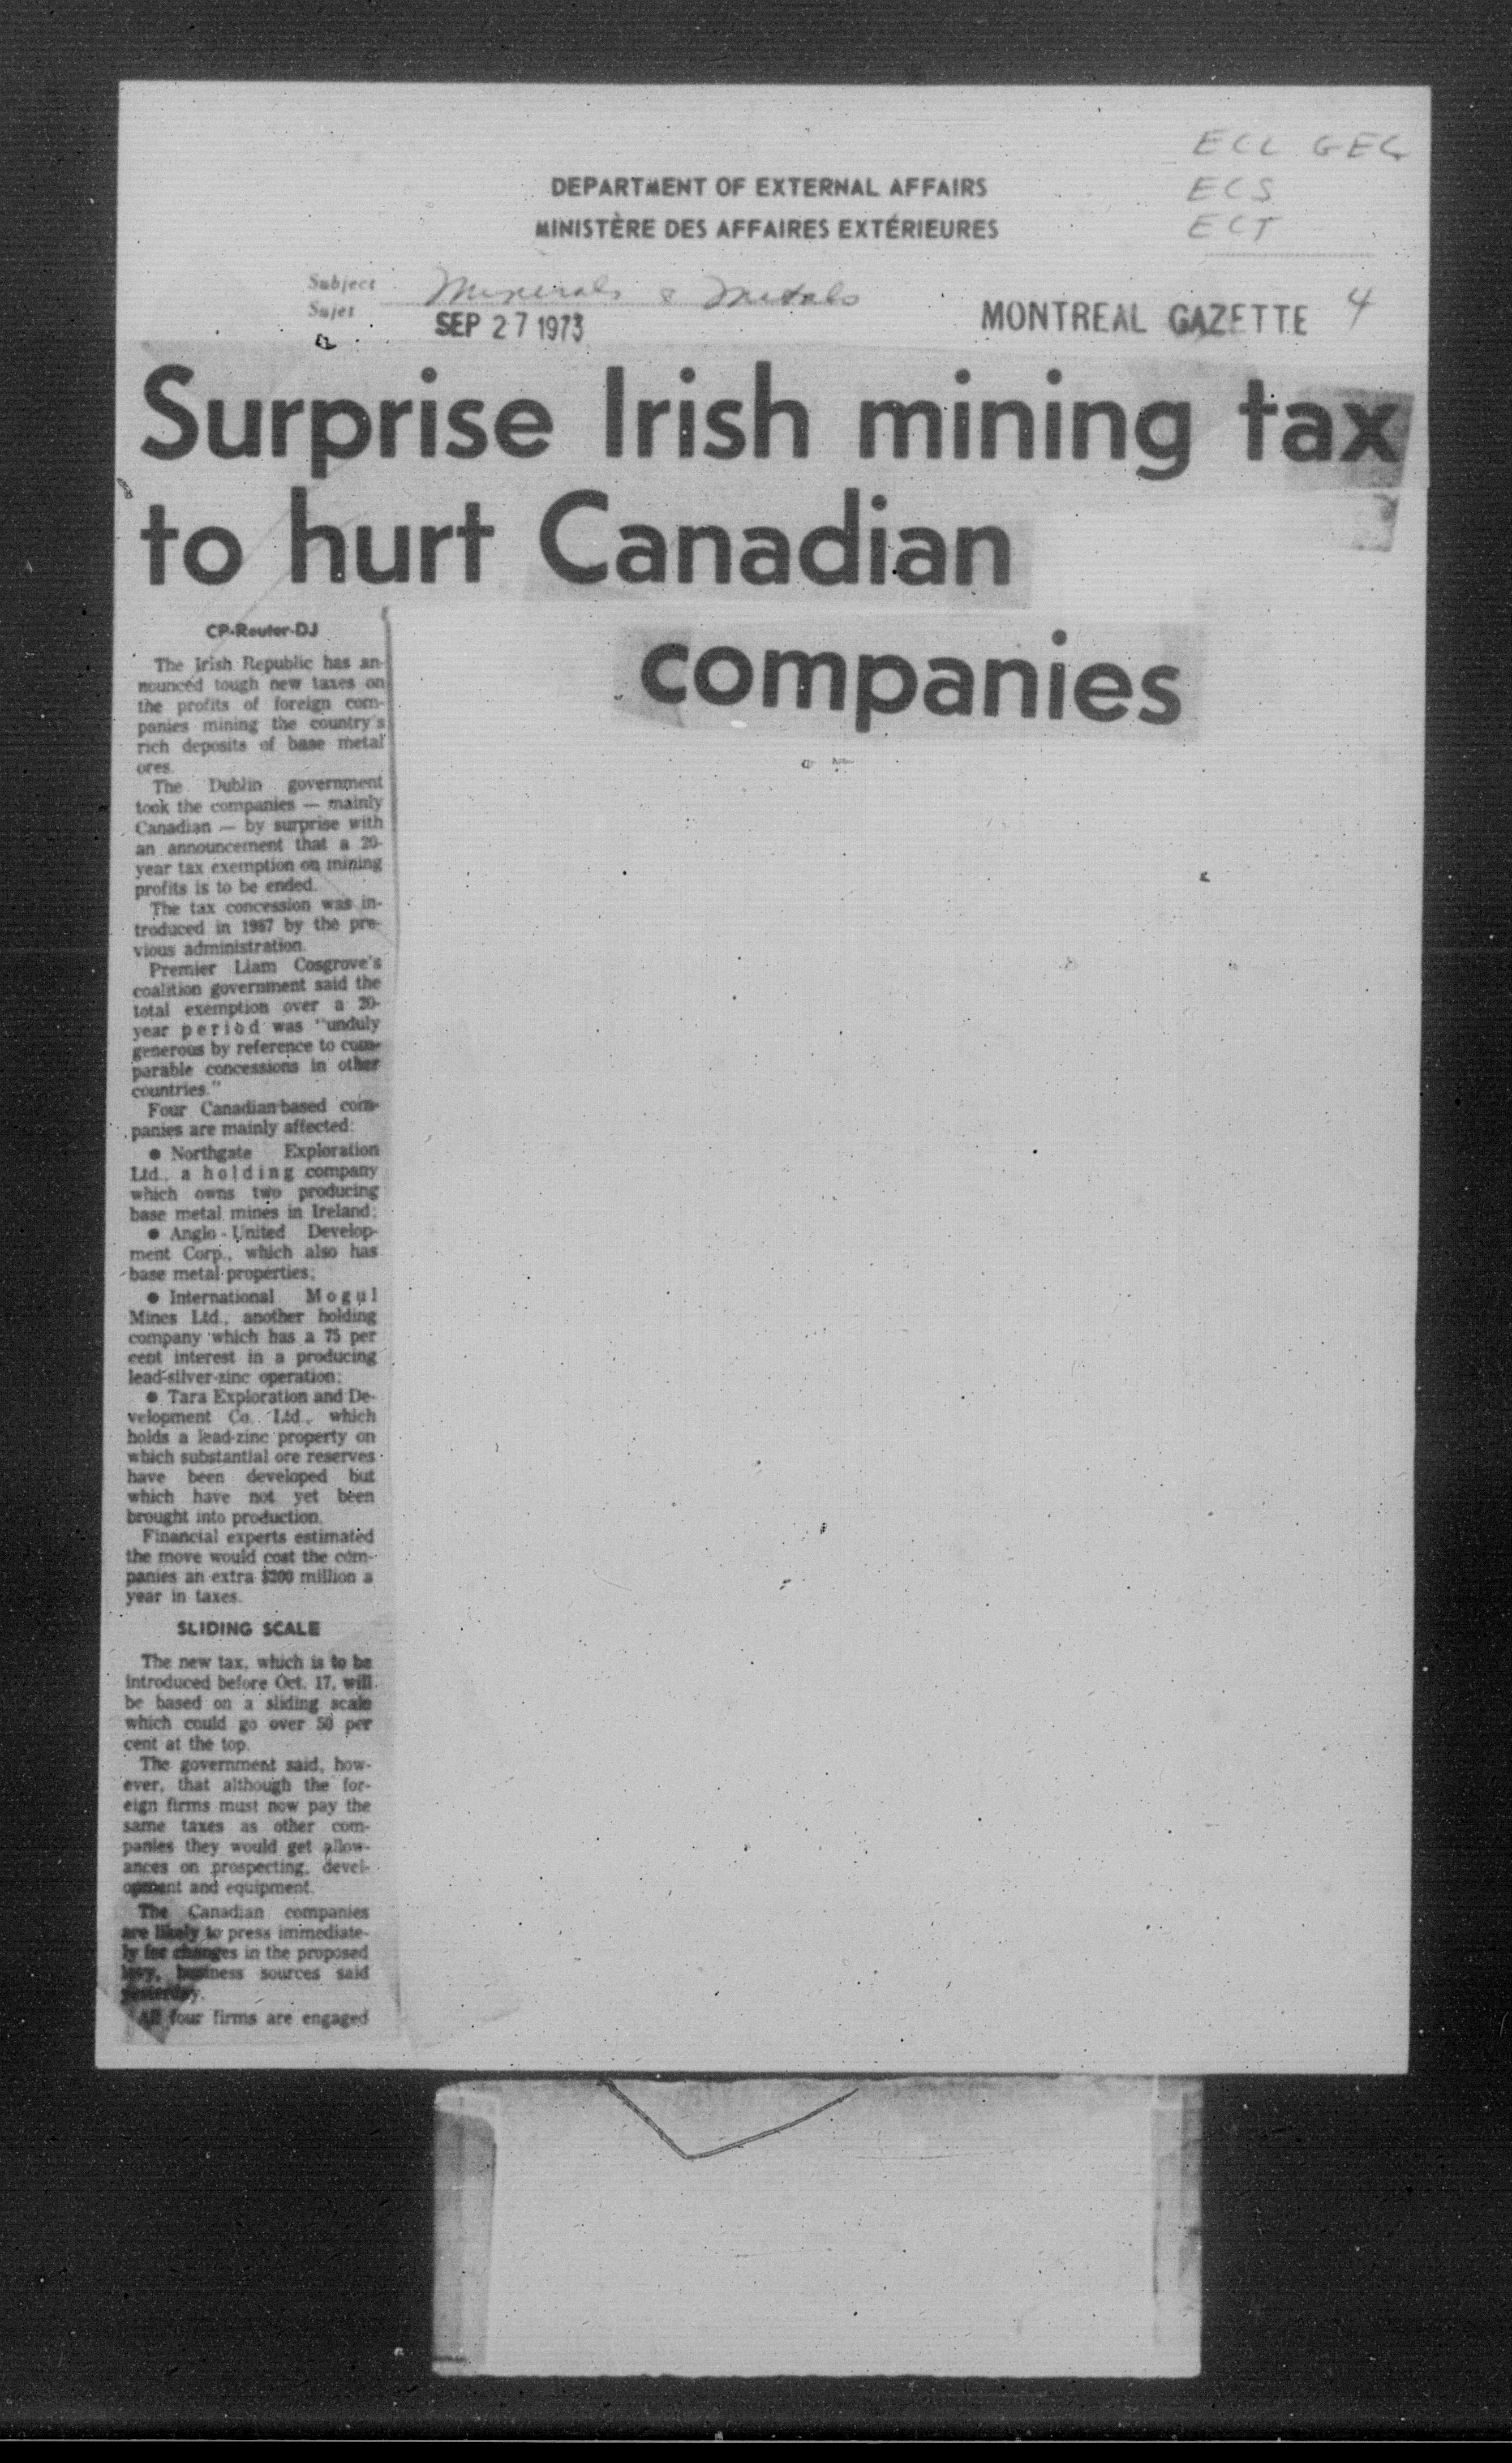 ECL GEC
ECS
ECT
DEPARTMENT OF EXTERNAL AFFAIRS
MINISTÈRE DES AFFAIRES EXTÉRIEURES
Subject Minerals & Metals
Sujet
SEP 27 1973
MONTREAL GAZETTE 4
Surprise Irish mining tax
to hurt Canadian
companies
CP-Reuter-DJ
The Irish Republic has an-
nounced tough new taxes on
the profits of foreign com-
panies mining the country's
rich deposits of base metal
ores.
The Dublin government
took the companies — mainly
Canadian — by surprise with
an announcement that a 20-
year tax exemption on mining
profits is to be ended.
The tax concession was in-
troduced in 1967 by the pre-
vious administration.
Premier Liam Cosgrove's
coalition government said the
total exemption over a 20-
year period was "unduly
generous by reference to com-
parable concessions in other
countries."
Four Canadian-based com-
panies are mainly affected:
● Northgate Exploration
Ltd., a holding company
which owns two producing
base metal mines in Ireland;
● Anglo-United Develop-
ment Corp., which also has
base metal properties;
● International Mogul
Mines Ltd., another holding
company which has a 75 per
cent interest in a producing
lead-silver-zinc operation;
● Tara Exploration and De-
velopment Co. Ltd., which
holds a lead-zinc property on
which substantial ore reserves
have been developed but
which have not yet been
brought into production.
Financial experts estimated
the move would cost the com-
panies an extra $200 million a
year in taxes.
SLIDING SCALE
The new tax, which is to be
introduced before Oct. 17, will
be based on a sliding scale
which could go over 50 per
cent at the top.
The government said, how-
ever, that although the for-
eign firms must now pay the
same taxes as other com-
panies they would get allow-
ances on prospecting, devel-
opment and equipment.
The Canadian companies
are likely to press immediate-
ly for changes in the proposed
levy, business sources said
yesterday.
All four firms are engaged